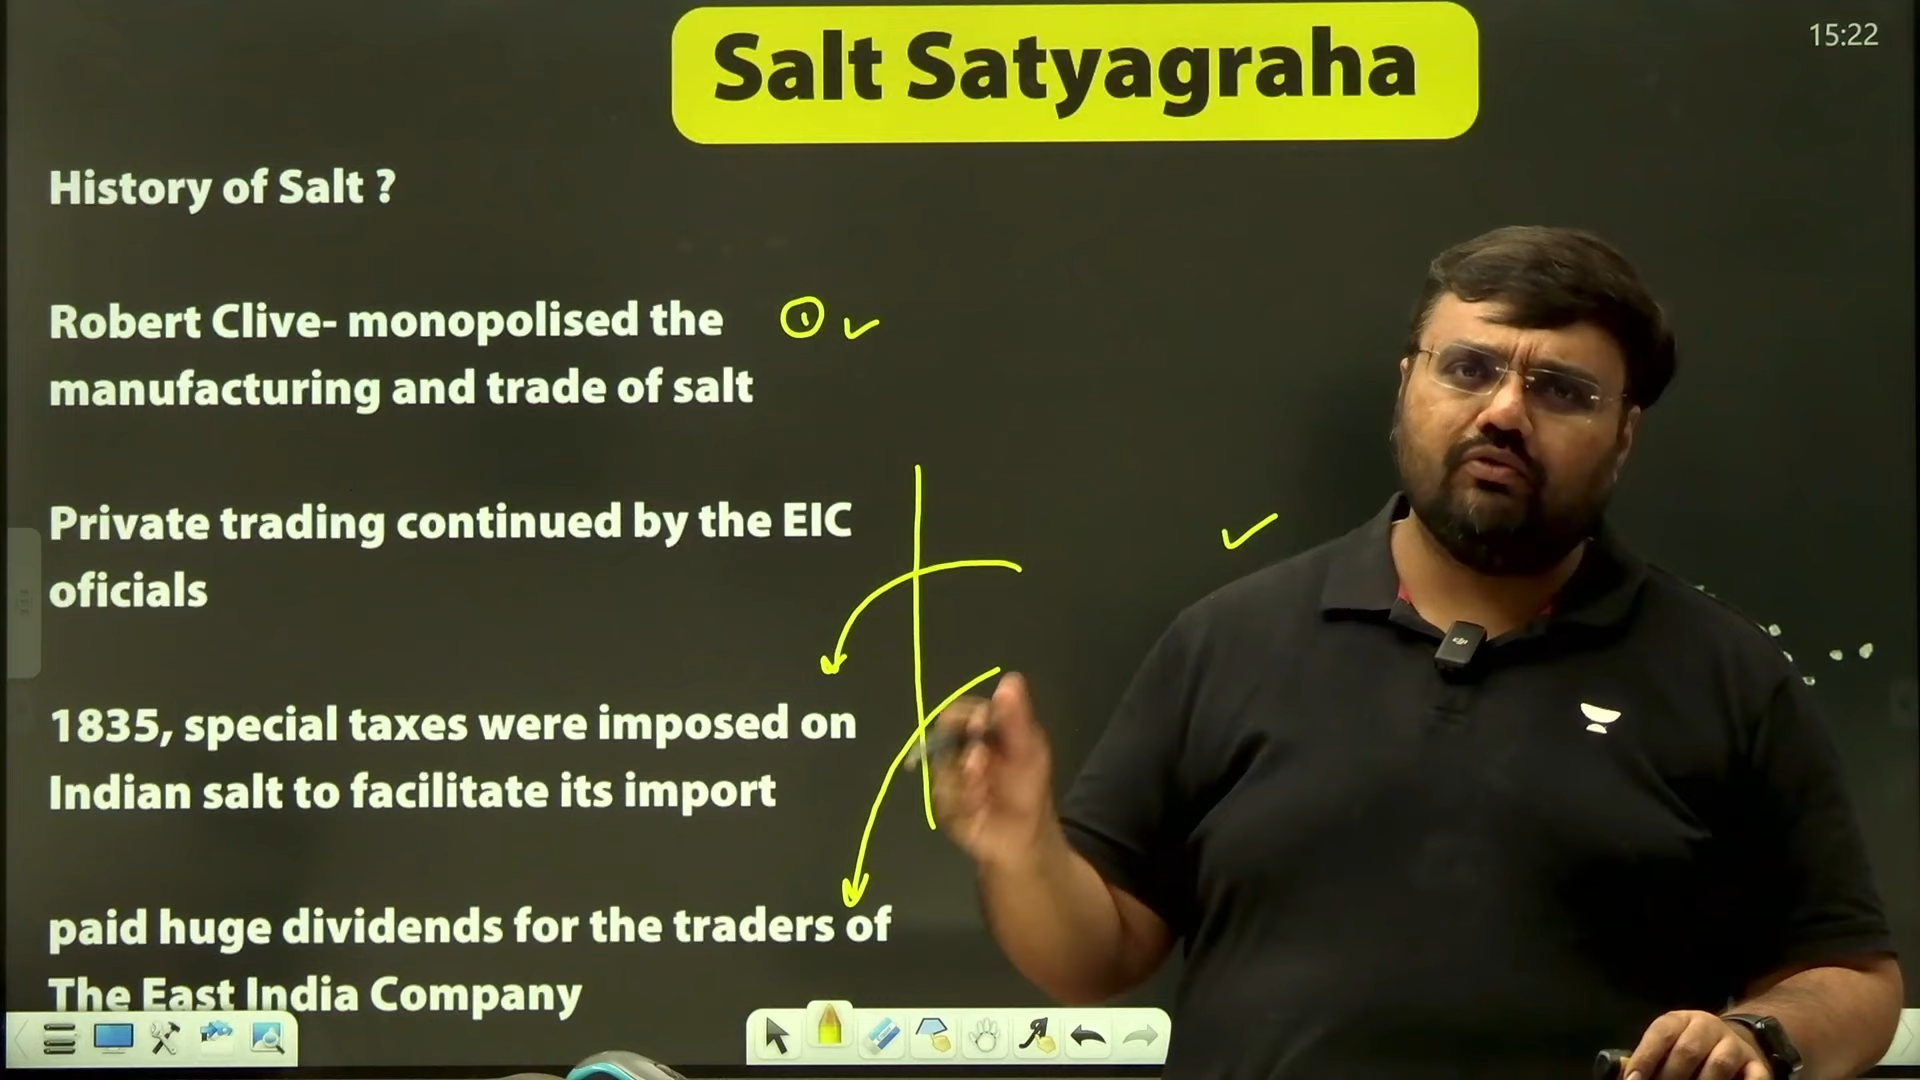 Salt Satyagraha
15:22
History of Salt ?
Robert Clive- monopolised the
1
manufacturing and trade of salt
Private trading continued by the EIC
oficials
1835, special taxes were imposed on
Indian salt to facilitate its import
paid huge dividends for the traders of
The East India Company